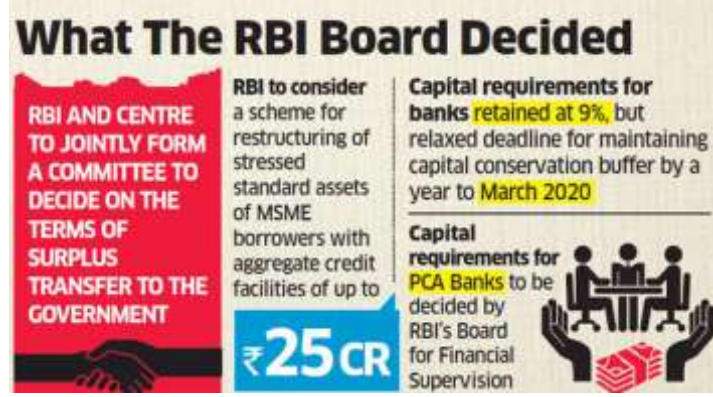 What The RBI Board Decided
RBI AND CENTRE
TO JOINTLY FORM
A COMMITTEE TO
DECIDE ON THE
TERMS OF
SURPLUS
TRANSFER TO THE
GOVERNMENT
RBI to consider
a scheme for
restructuring of
stressed
standard assets
of MSME
borrowers with
aggregate credit
facilities of up to
₹25 CR
Capital requirements for
banks retained at 9%, but
relaxed deadline for maintaining
capital conservation buffer by a
year to March 2020
Capital
requirements for
PCA Banks to be
decided by
RBI's Board
for Financial
Supervision